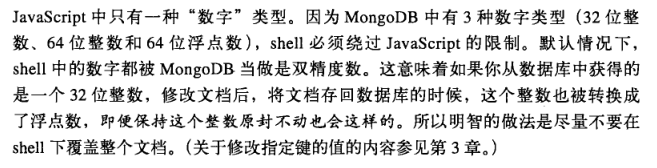 JavaScript 中只有一种“数字”类型。因为 MongoDB 中有 3 种数字类型（32 位整
数、64 位整数和 64 位浮点数），shell 必须绕过 JavaScript 的限制。默认情况下，
shell 中的数字都被 MongoDB 当做是双精度数。这意味着如果你从数据库中获得的
是一个 32 位整数，修改文档后，将文档存回数据库的时候，这个整数也被转换成
了浮点数，即便保持这个整数原封不动也会这样的。所以明智的做法是尽量不要在
shell 下覆盖整个文档。（关于修改指定键的值的内容参见第 3 章。）